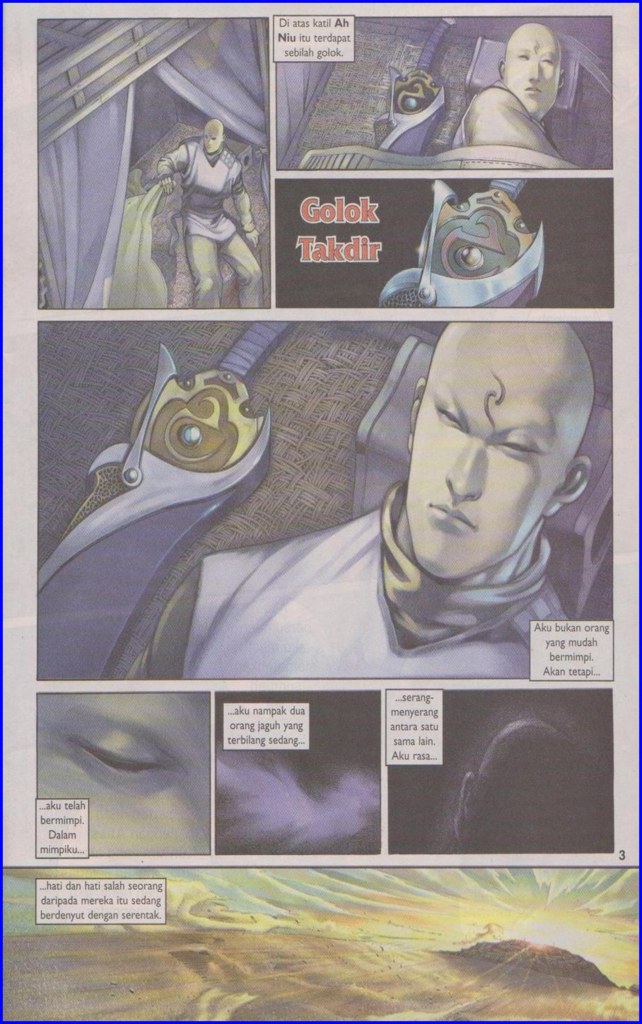 Di atas katil Ah
Niu itu terdapat
sebilah golok.
Golok
Takdir
Aku bukan orang
yang mudah
bermimpi.
Akan tetapi...
...aku telah
bermimpi.
Dalam
mimpiku...
...aku nampak dua
orang jaguh yang
terbilang sedang...
...serang-
menyerang
antara satu
sama lain.
Aku rasa...
3
...hati dan hati salah seorang
daripada mereka itu sedang
berdenyut dengan serentak.